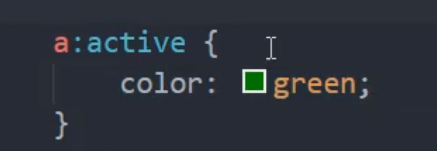 a:active {
    color: green;
}